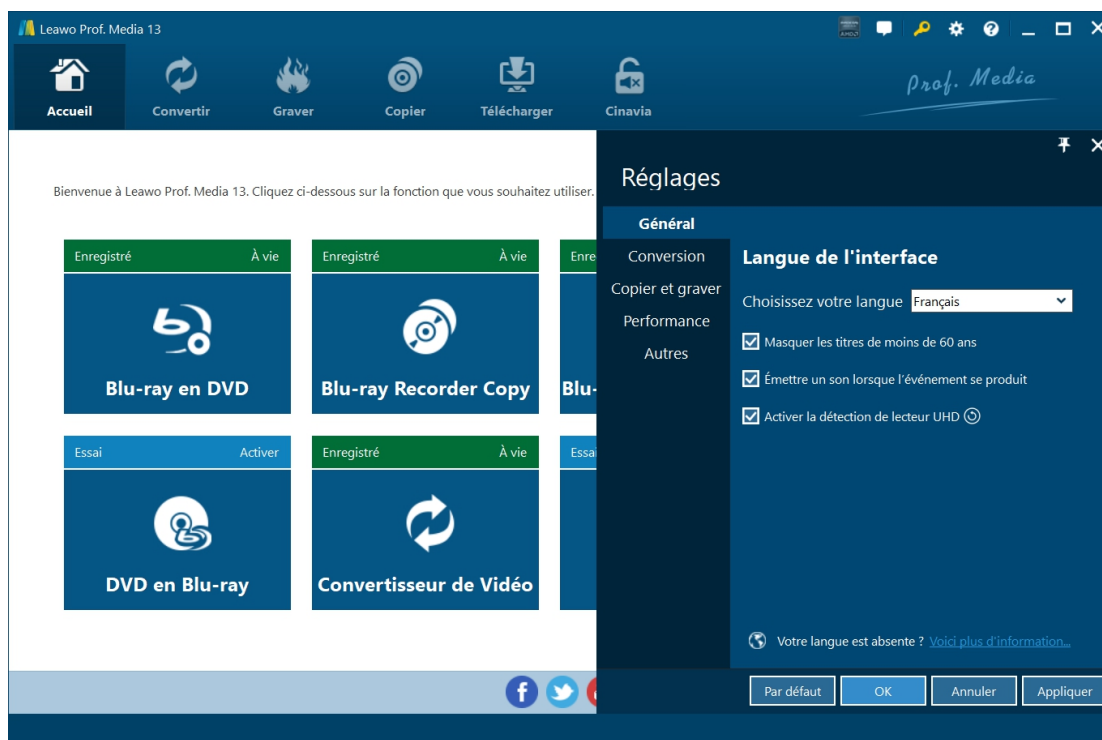 Leawo Prof. Media 13
Accueil
Convertir
Graver
Copier
Télécharger
Cinavia
Prof. Media
Bienvenue à Leawo Prof. Media 13. Cliquez ci-dessous sur la fonction que vous souhaitez utiliser.
Enregistré À vie
Blu-ray en DVD
Enregistré À vie
Blu-ray Recorder Copy
Enre
Blu-
Essai Activer
DVD en Blu-ray
Enregistré À vie
Convertisseur de Vidéo
Essai
Réglages
Général
Conversion
Copier et graver
Performance
Autres
Langue de l'interface
Choisissez votre langue Français
Masquer les titres de moins de 60 ans
Émettre un son lorsque l'événement se produit
Activer la détection de lecteur UHD
Votre langue est absente ? Voici plus d'information...
Par défaut
OK
Annuler
Appliquer